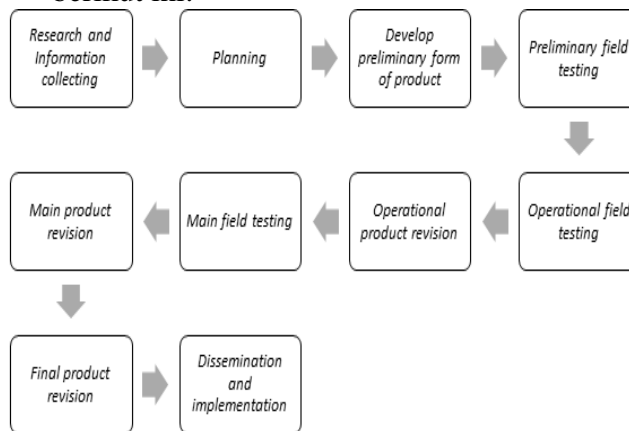 Research and
Information
collecting
Planning
Develop
preliminary form
of product
Preliminary field
testing
Operational field
testing
Operational
product revision
Main field testing
Main product
revision
Final product
revision
Dissemination
and
implementation